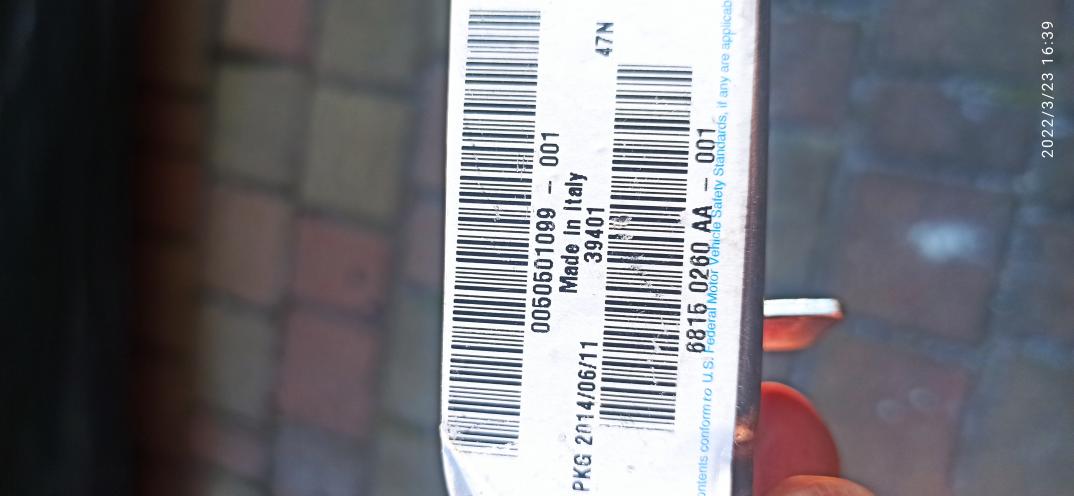 47N
0050501099 – 001
Made In Italy
39401
PKG 2014/06/11
6815 0260 AA – 001
contents conform to U.S. Federal Motor Vehicle Safety Standards, if any are applicab
2022/3/23 16:39